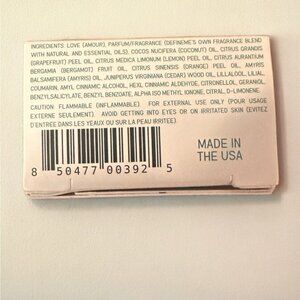 INGREDIENTS: LOVE (AMOUR), PARFUM/FRAGRANCE (DEFINEME'S OWN FRAGRANCE BLEND
WITH NATURAL AND ESSENTIAL OILS), COCOS NUCIFERA (COCONUT) OIL, CITRUS GRANDIS
(GRAPEFRUIT) PEEL OIL, CITRUS MEDICA LIMONUM (LEMON) PEEL OIL, CITRUS AURANTIUM
BERGAMIA (BERGAMOT) FRUIT OIL, CITRUS SINENSIS (ORANGE) PEEL OIL, AMYRIS
BALSAMIFERA (AMYRIS) OIL, JUNIPERUS VIRGINIANA (CEDAR) WOOD OIL, LILLALOOL, LILIAL,
COUMARIN, AMYL CINNAMIC ALCOHOL, HEXYL CINNAMIC ALDEHYDE, CITRONELLOL, GERANIOL,
BENZYLSALICYLATE, BENZYL BENZOATE, ALPHA ISO METHYL IONONE, CITRAL, D-LIMONENE.
CAUTION: FLAMMABLE (INFLAMMABLE). FOR EXTERNAL USE ONLY (POUR USAGE
EXTERNE SEULEMENT). AVOID GETTING INTO EYES OR ON IRRITATED SKIN (EVITEZ
D'ENTREE DANS LES YEAUX OU SUR LA PEAU IRRITEE).
MADE IN
THE USA
8 50477 00392 5